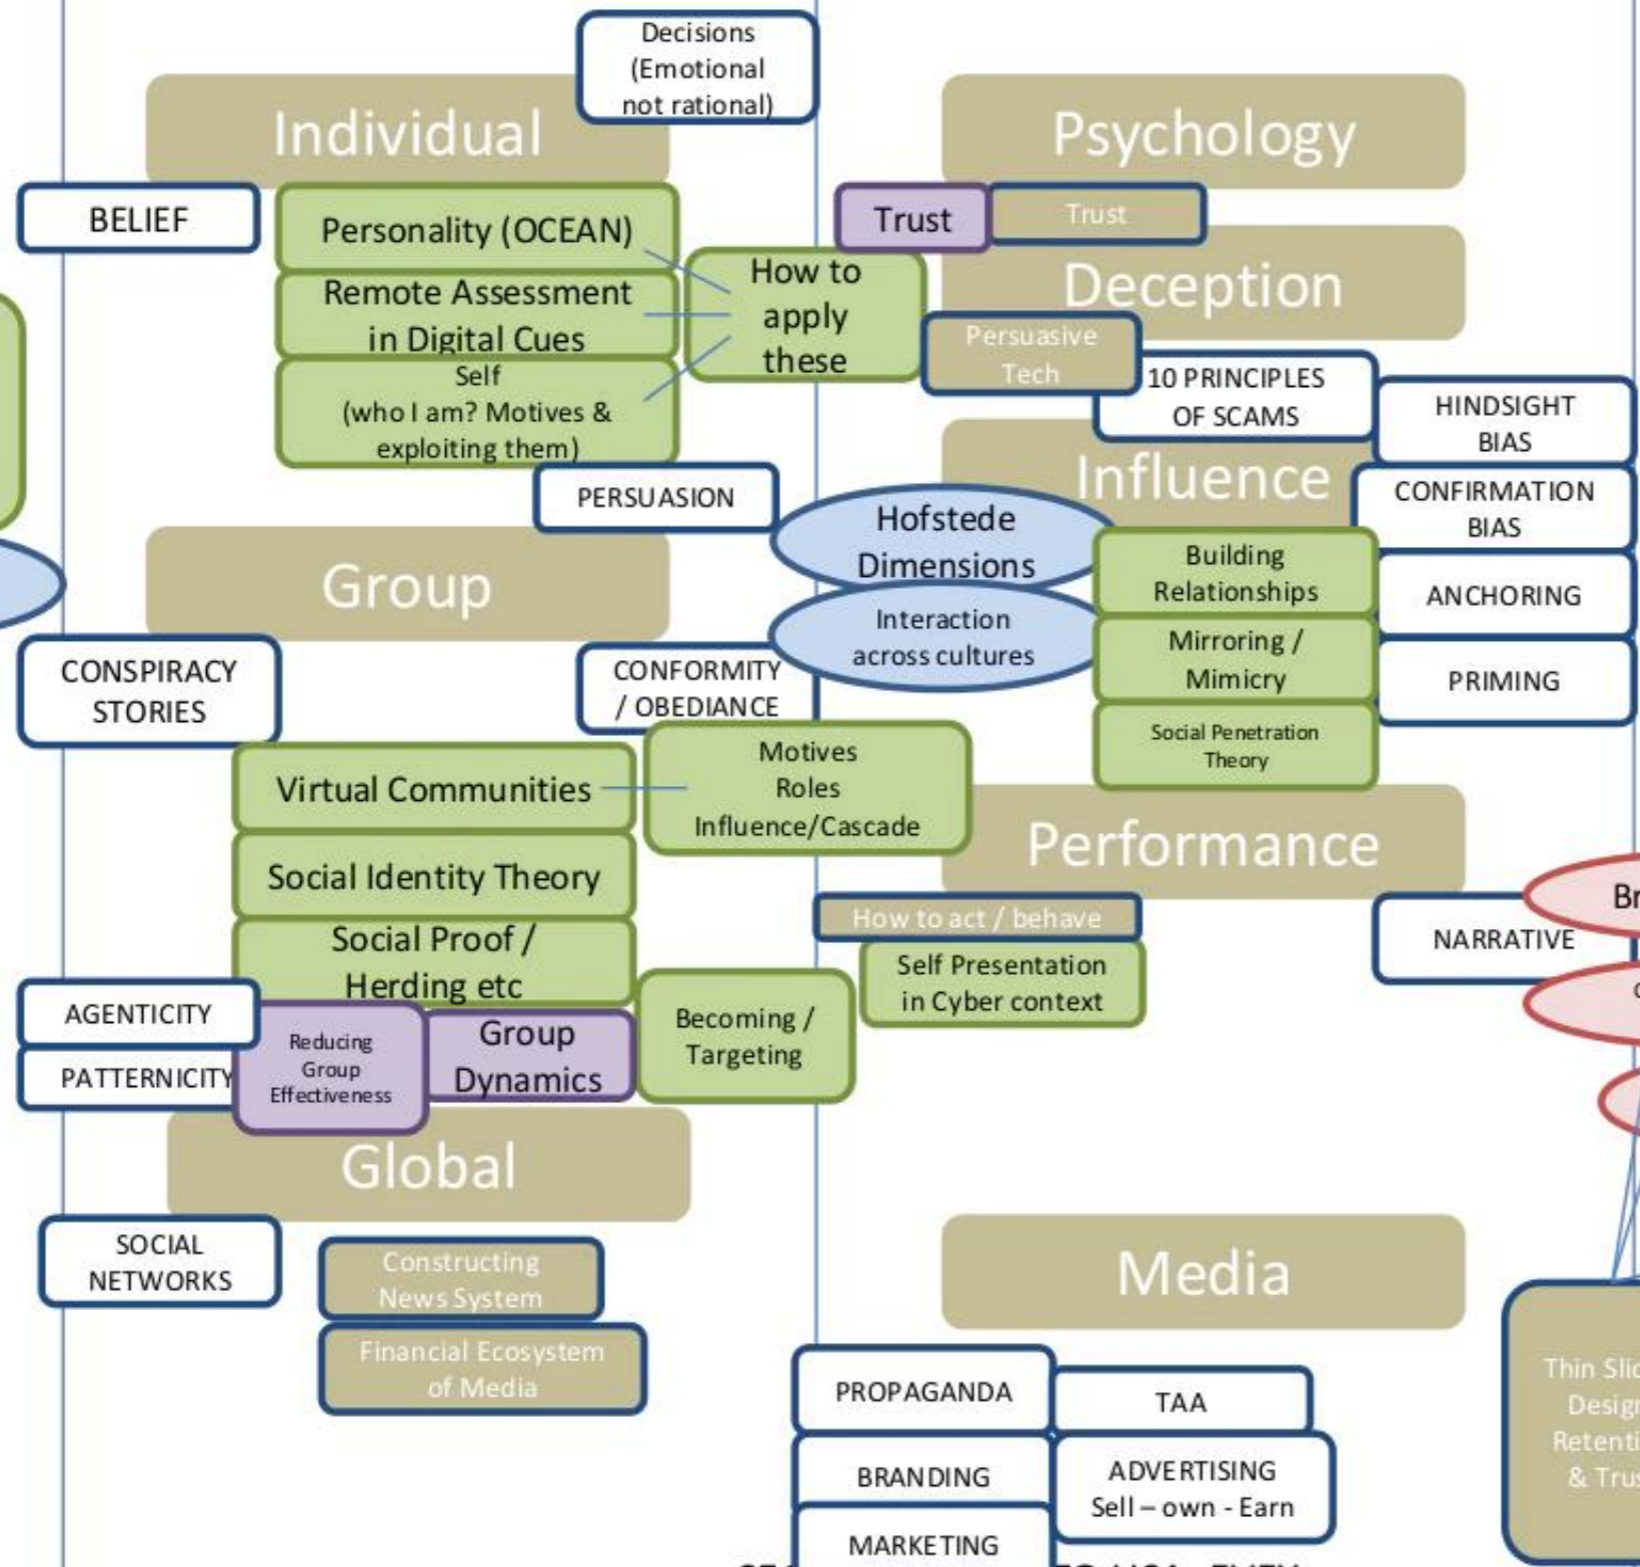 Decisions
(Emotional
not rational)
Individual
Psychology
BELIEF
Personality (OCEAN)
Trust
Trust
Remote Assessment
in Digital Cues
How to
apply
these
Deception
Self
(who I am? Motives &
exploiting them)
Persuasive
Tech
10 PRINCIPLES
OF SCAMS
HINDSIGHT
BIAS
PERSUASION
Influence
CONFIRMATION
BIAS
Hofstede
Dimensions
Group
Building
Relationships
ANCHORING
Interaction
across cultures
CONSPIRACY
STORIES
CONFORMITY
/ OBEDIANCE
Mirroring /
Mimicry
PRIMING
Social Penetration
Theory
Virtual Communities
Motives
Roles
Influence/Cascade
Performance
Social Identity Theory
How to act / behave
NARRATIVE
Social Proof /
Herding etc
Self Presentation
in Cyber context
AGENTICITY
PATTERNICITY
Reducing
Group
Effectiveness
Group
Dynamics
Becoming /
Targeting
Global
SOCIAL
NETWORKS
Constructing
News System
Financial Ecosystem
of Media
Media
Thin
& 
PROPAGANDA
TAA
BRANDING
ADVERTISING
Sell – own - Earn
MARKETING